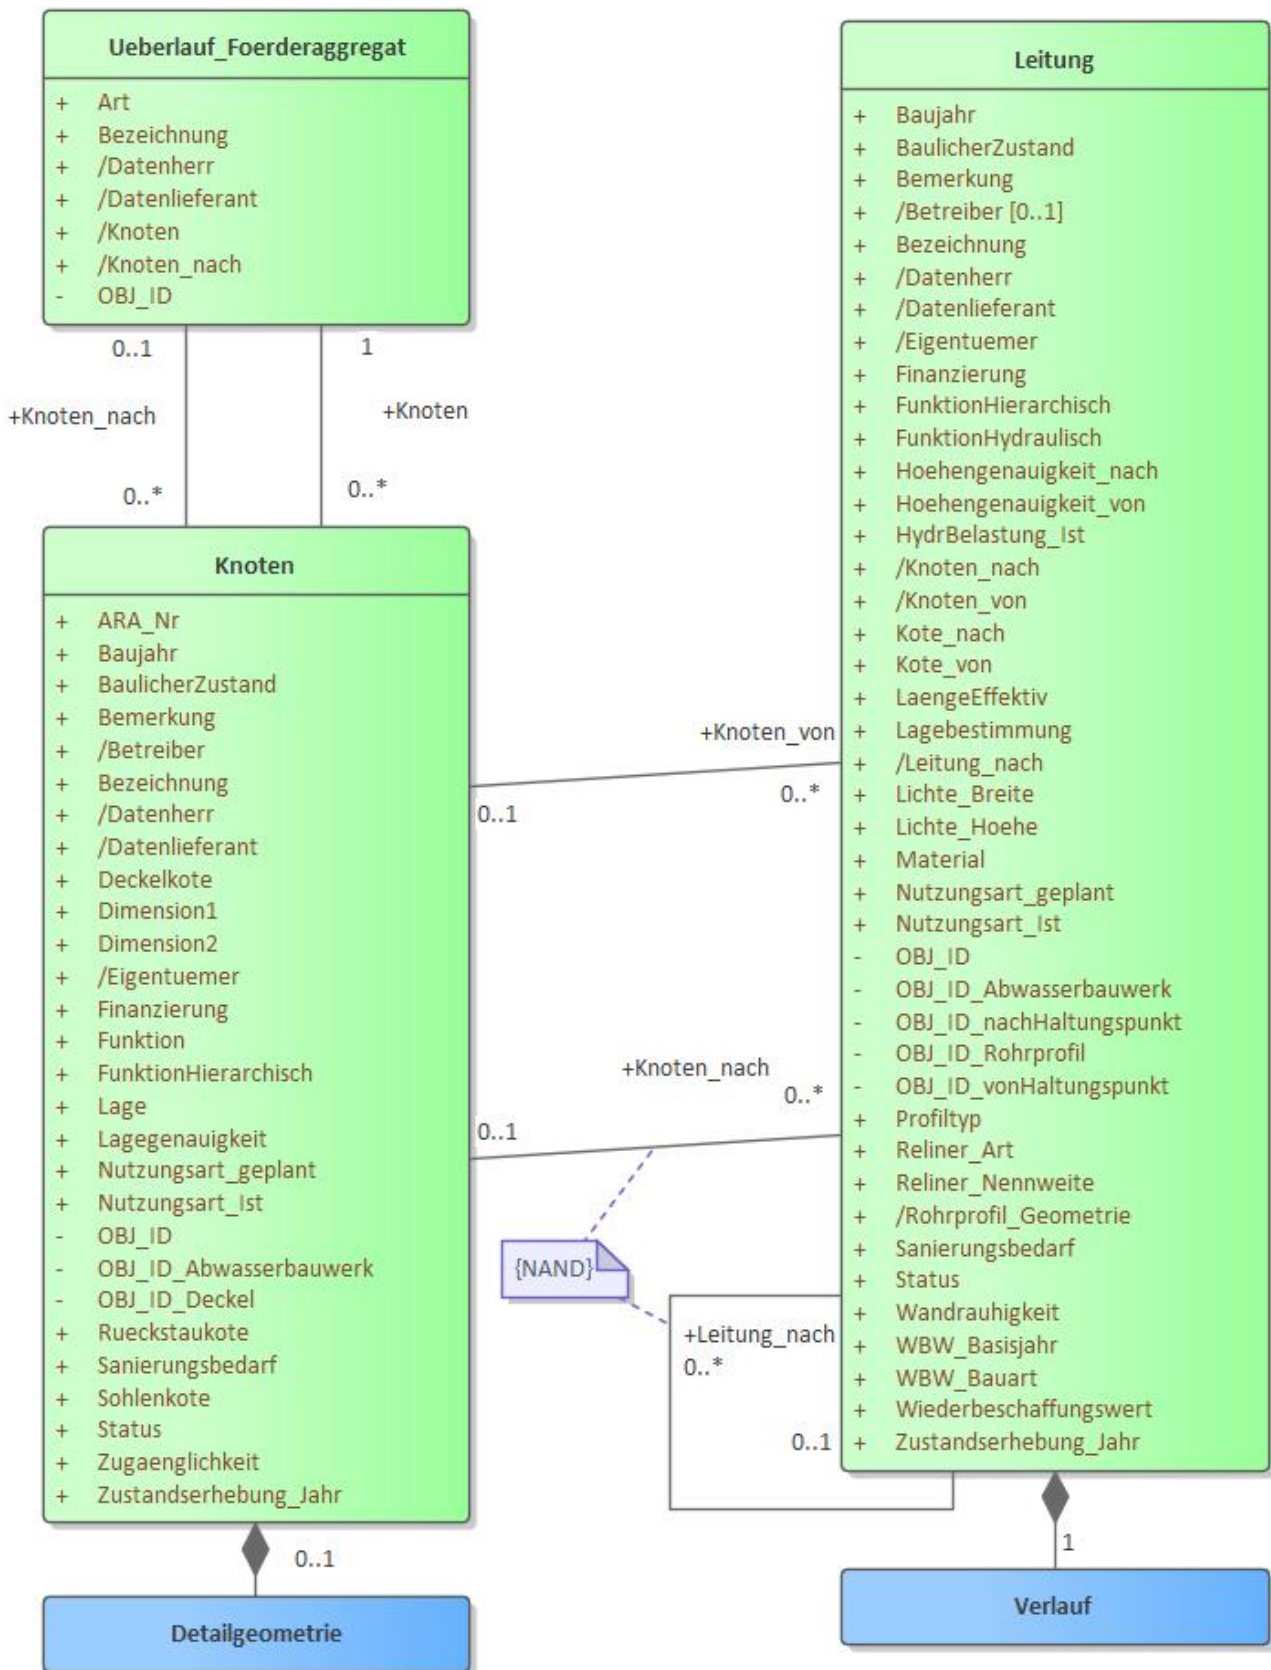 Ueberlauf_Foerderaggregat
+ Art
+ Bezeichnung
+ /Datenherr
+ /Datenlieferant
+ /Knoten
+ /Knoten_nach
- OBJ_ID
0..1
1
+Knoten_nach
+Knoten
0..*
0..*
Knoten
+ ARA_Nr
+ Baujahr
+ BaulicherZustand
+ Bemerkung
+ /Betreiber
+ Bezeichnung
+ /Datenherr
+ /Datenlieferant
+ Deckelkote
+ Dimension1
+ Dimension2
+ /Eigentuemer
+ Finanzierung
+ Funktion
+ FunktionHierarchisch
+ Lage
+ Lagegenauigkeit
+ Nutzungsart_geplant
+ Nutzungsart_Ist
- OBJ_ID
- OBJ_ID_Abwasserbauwerk
- OBJ_ID_Deckel
+ Rueckstaukote
+ Sanierungsbedarf
+ Sohlenkote
+ Status
+ Zugaenglichkeit
+ Zustandserhebung_Jahr
0..1
Detailgeometrie
+Knoten_von
0..1
0..*
+Knoten_nach
0..*
0..1
{NAND}
+Leitung_nach
0..*
0..1
Leitung
+ Baujahr
+ BaulicherZustand
+ Bemerkung
+ /Betreiber [0..1]
+ Bezeichnung
+ /Datenherr
+ /Datenlieferant
+ /Eigentuemer
+ Finanzierung
+ FunktionHierarchisch
+ FunktionHydraulisch
+ Hoehengenauigkeit_nach
+ Hoehengenauigkeit_von
+ HydrBelastung_Ist
+ /Knoten_nach
+ /Knoten_von
+ Kote_nach
+ Kote_von
+ LaengeEffektiv
+ Lagebestimmung
+ /Leitung_nach
+ Lichte_Breite
+ Lichte_Hoehe
+ Material
+ Nutzungsart_geplant
+ Nutzungsart_Ist
- OBJ_ID
- OBJ_ID_Abwasserbauwerk
- OBJ_ID_nachHaltungspunkt
- OBJ_ID_Rohrprofil
- OBJ_ID_vonHaltungspunkt
+ Profiltyp
+ Reliner_Art
+ Reliner_Nennweite
+ /Rohrprofil_Geometrie
+ Sanierungsbedarf
+ Status
+ Wandrauhigkeit
+ WBW_Basisjahr
+ WBW_Bauart
+ Wiederbeschaffungswert
+ Zustandserhebung_Jahr
1
Verlauf